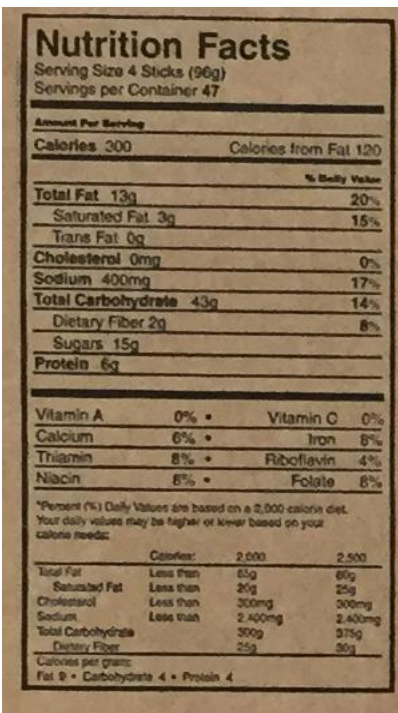 Nutrition Facts
Serving Size 4 Sticks (96g)
Servings per Container 47
Amount Per Serving
Calories 300 Calories from Fat 120
% Daily Value
Total Fat 13g 20%
Saturated Fat 3g 15%
Trans Fat 0g
Cholesterol 0mg 0%
Sodium 400mg 17%
Total Carbohydrate 43g 14%
Dietary Fiber 2g 8%
Sugars 15g
Protein 6g
Vitamin A 0% • Vitamin C 0%
Calcium 6% • Iron 8%
Thiamin 8% • Riboflavin 4%
Niacin 8% • Folate 8%
*Percent (%) Daily Values are based on a 2,000 calorie diet.
Your daily values may be higher or lower based on your
calorie needs:
Calories: 2,000 2,500
Total Fat Less than 65g 80g
Saturated Fat Less than 20g 25g
Cholesterol Less than 300mg 300mg
Sodium Less than 2,400mg 2,400mg
Total Carbohydrate 300g 375g
Dietary Fiber 25g 30g
Calories per gram:
Fat 9 • Carbohydrate 4 • Protein 4